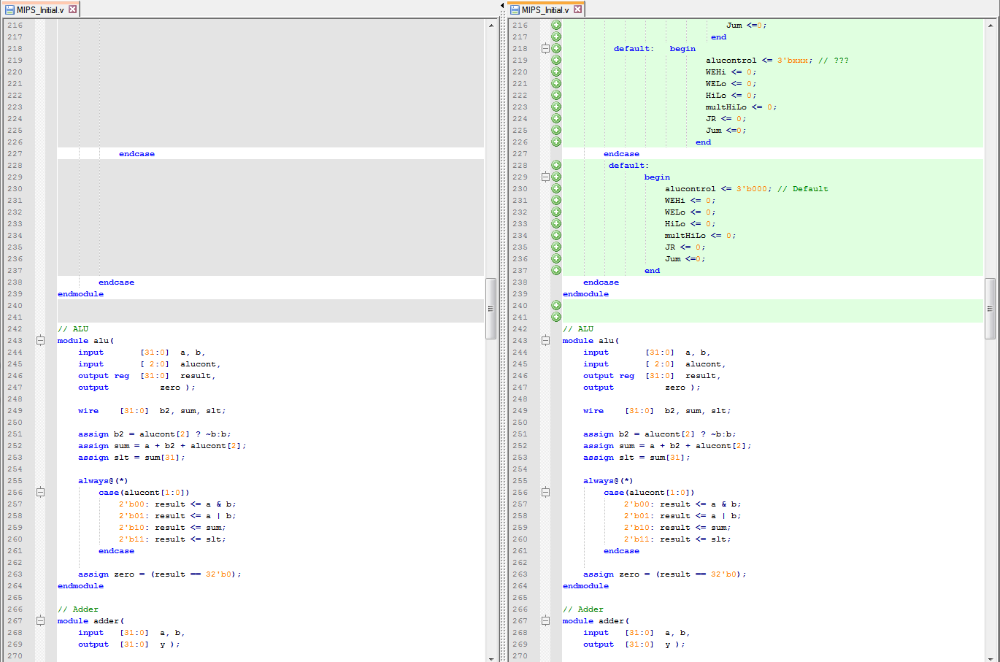 MIPS_Initial.v
216
217
218
219
220
221
222
223
224
225
226
227 endcase
228
229
230
231
232
233
234
235
236
237
238 endcase
239 endmodule
240
241
242 // ALU
243 module alu(
244 input [31:0] a, b,
245 input [ 2:0] alucont,
246 output reg [31:0] result,
247 output zero );
248
249 wire [31:0] b2, sum, slt;
250
251 assign b2 = alucont[2] ? ~b:b;
252 assign sum = a + b2 + alucont[2];
253 assign slt = sum[31];
254
255 always@(*)
256 case(alucont[1:0])
257 2'b00: result <= a & b;
258 2'b01: result <= a | b;
259 2'b10: result <= sum;
260 2'b11: result <= slt;
261 endcase
262
263 assign zero = (result == 32'b0);
264 endmodule
265
266 // Adder
267 module adder(
268 input [31:0] a, b,
269 output [31:0] y );
270
MIPS_Initial.v
216 Jum <=0;
217 end
218 default: begin
219 alucontrol <= 3'bxxx; // ???
220 WEHi <= 0;
221 WELo <= 0;
222 HiLo <= 0;
223 multHiLo <= 0;
224 JR <= 0;
225 Jum <=0;
226 end
227 endcase
228 default:
229 begin
230 alucontrol <= 3'b000; // Default
231 WEHi <= 0;
232 WELo <= 0;
233 HiLo <= 0;
234 multHiLo <= 0;
235 JR <= 0;
236 Jum <=0;
237 end
238 endcase
239 endmodule
240
241
242 // ALU
243 module alu(
244 input [31:0] a, b,
245 input [ 2:0] alucont,
246 output reg [31:0] result,
247 output zero );
248
249 wire [31:0] b2, sum, slt;
250
251 assign b2 = alucont[2] ? ~b:b;
252 assign sum = a + b2 + alucont[2];
253 assign slt = sum[31];
254
255 always@(*)
256 case(alucont[1:0])
257 2'b00: result <= a & b;
258 2'b01: result <= a | b;
259 2'b10: result <= sum;
260 2'b11: result <= slt;
261 endcase
262
263 assign zero = (result == 32'b0);
264 endmodule
265
266 // Adder
267 module adder(
268 input [31:0] a, b,
269 output [31:0] y );
270